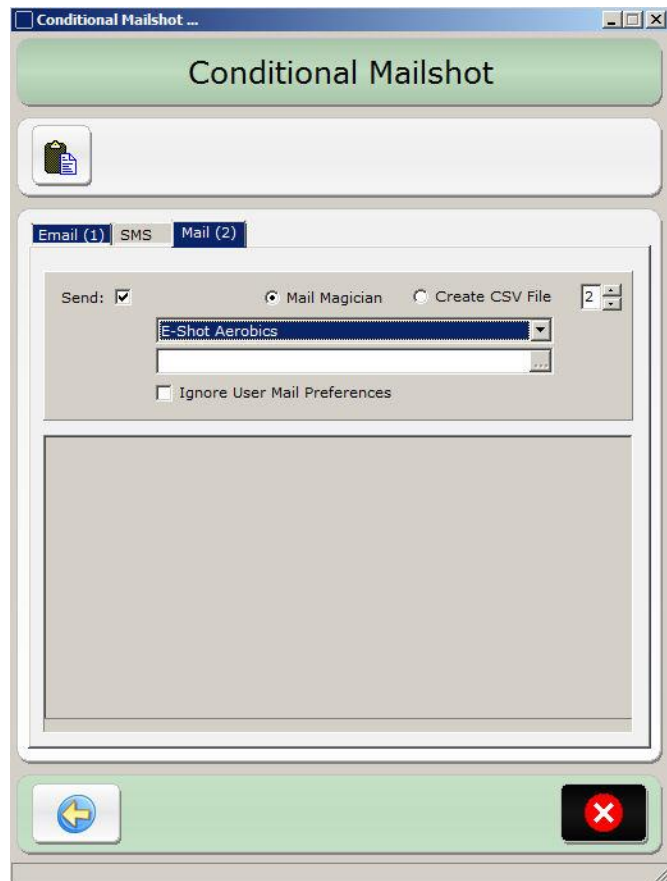 Conditional Mailshot ...
Conditional Mailshot
Email (1) SMS Mail (2)
Send: Mail Magician Create CSV File 2
E-Shot Aerobics
...
Ignore User Mail Preferences